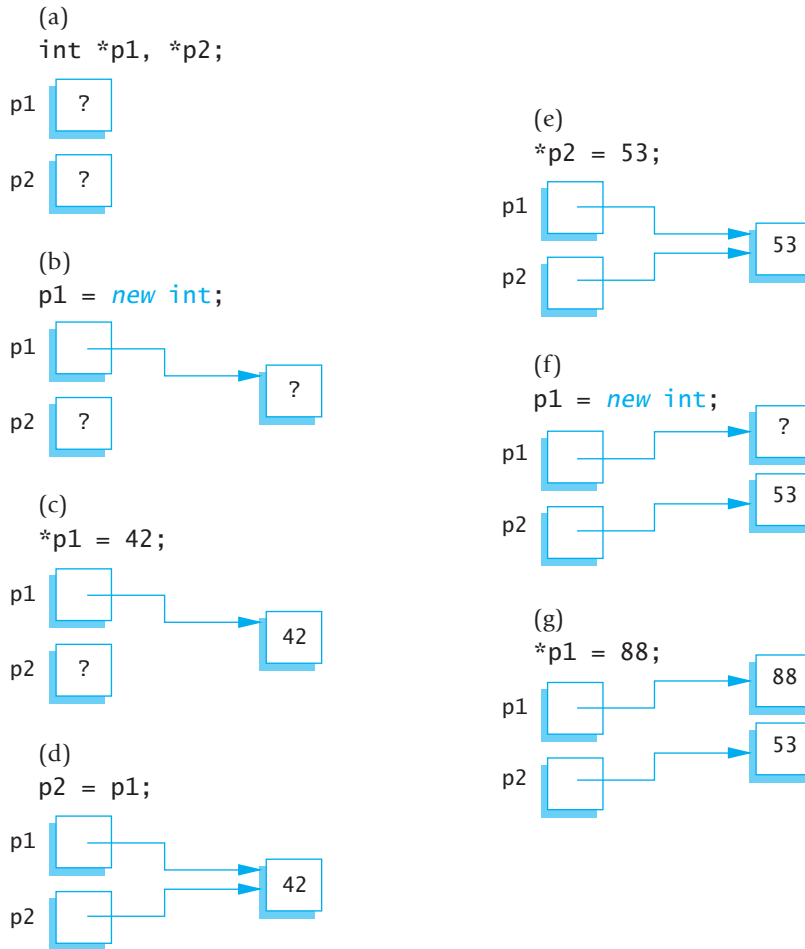 (a)
int *p1, *p2;
p1 ?
p2 ?
(b)
p1 = new int;
p1
?
p2 ?
(c)
*p1 = 42;
p1
42
p2 ?
(d)
p2 = p1;
p1
42
p2
(e)
*p2 = 53;
p1
53
p2
(f)
p1 = new int;
?
p1
53
p2
(g)
*p1 = 88;
88
p1
53
p2